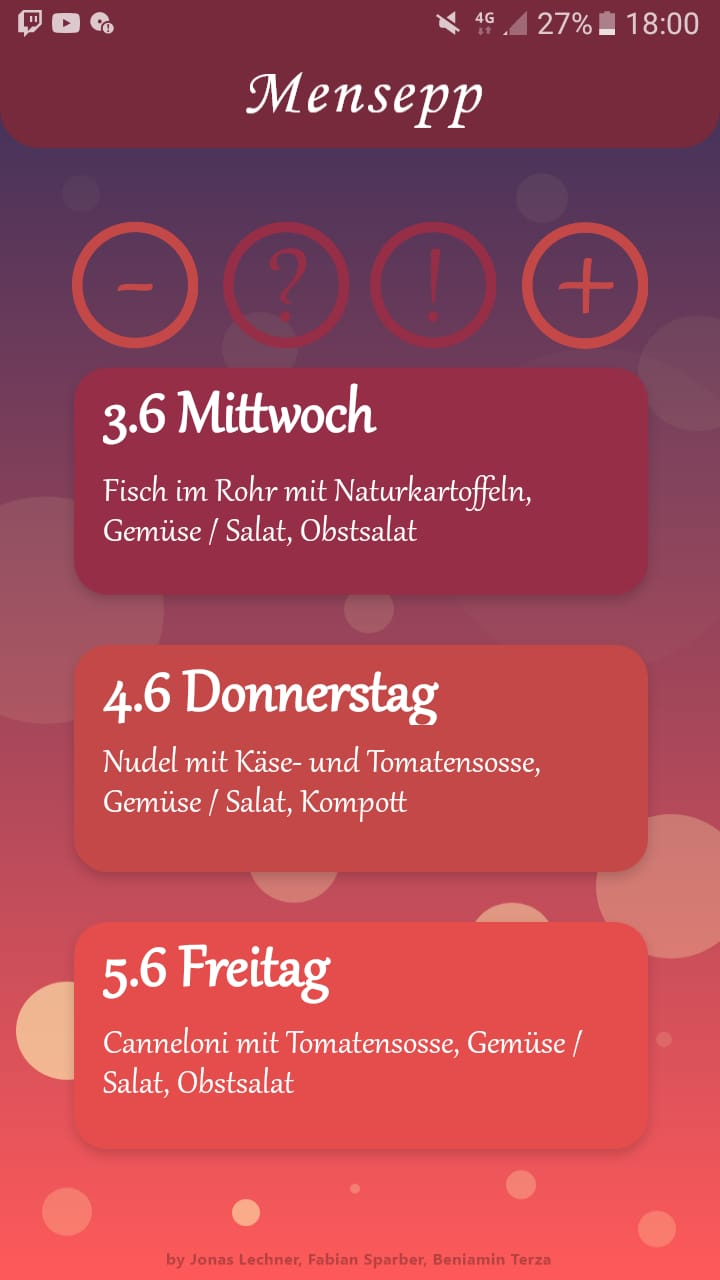 4G 27% 18:00
Mensepp
- ? ! +
3.6 Mittwoch
Fisch im Rohr mit Naturkartoffeln,
Gemüse / Salat, Obstsalat
4.6 Donnerstag
Nudel mit Käse- und Tomatensosse,
Gemüse / Salat, Kompott
5.6 Freitag
Canneloni mit Tomatensosse, Gemüse /
Salat, Obstsalat
by Jonas Lechner, Fabian Sparber, Beniamin Terza